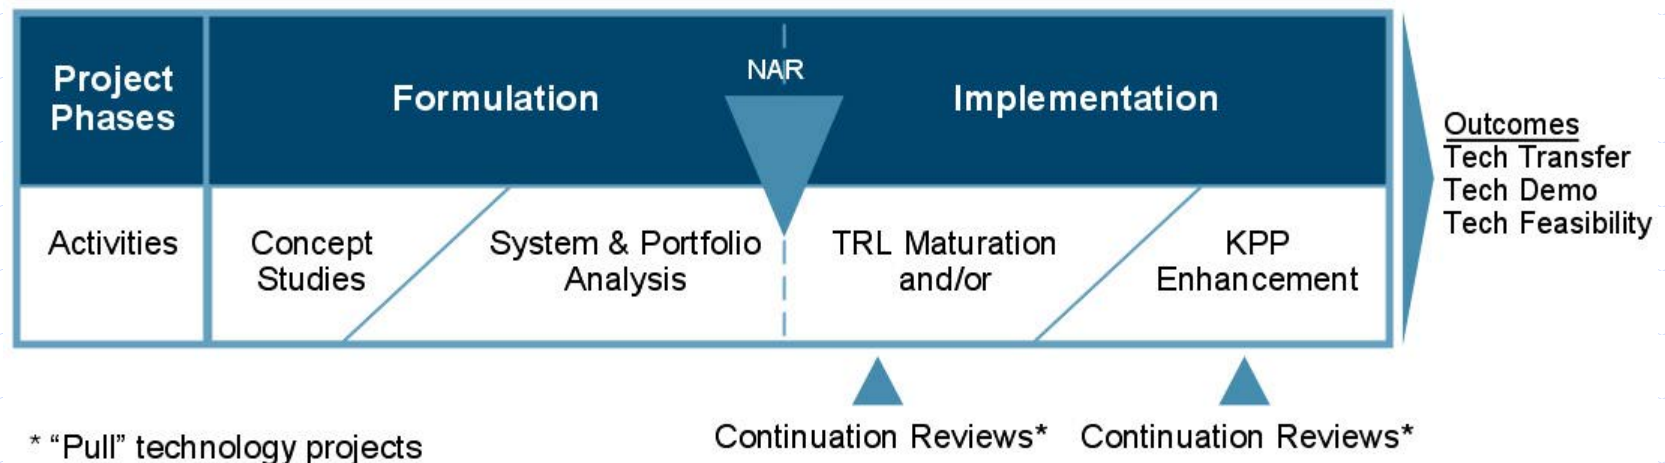 Project
Phases
Formulation
NAR
Implementation
Activities
Concept
Studies
System & Portfolio
Analysis
TRL Maturation
and/or
KPP
Enhancement
Outcomes
Tech Transfer
Tech Demo
Tech Feasibility
Continuation Reviews*
Continuation Reviews*
* “Pull” technology projects